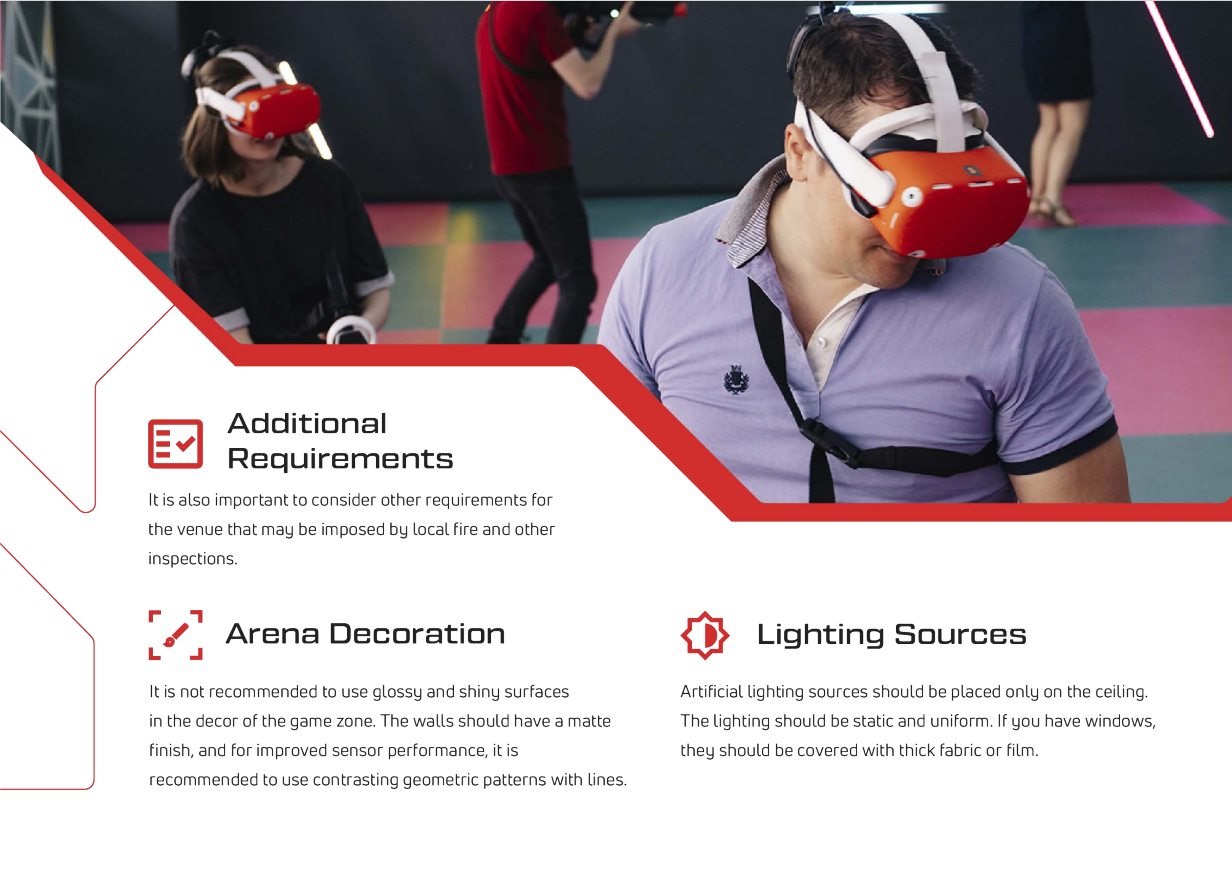 Additional
Requirements
It is also important to consider other requirements for
the venue that may be imposed by local fire and other
inspections.
Arena Decoration
It is not recommended to use glossy and shiny surfaces
in the decor of the game zone. The walls should have a matte
finish, and for improved sensor performance, it is
recommended to use contrasting geometric patterns with lines.
Lighting Sources
Artificial lighting sources should be placed only on the ceiling.
The lighting should be static and uniform. If you have windows,
they should be covered with thick fabric or film.